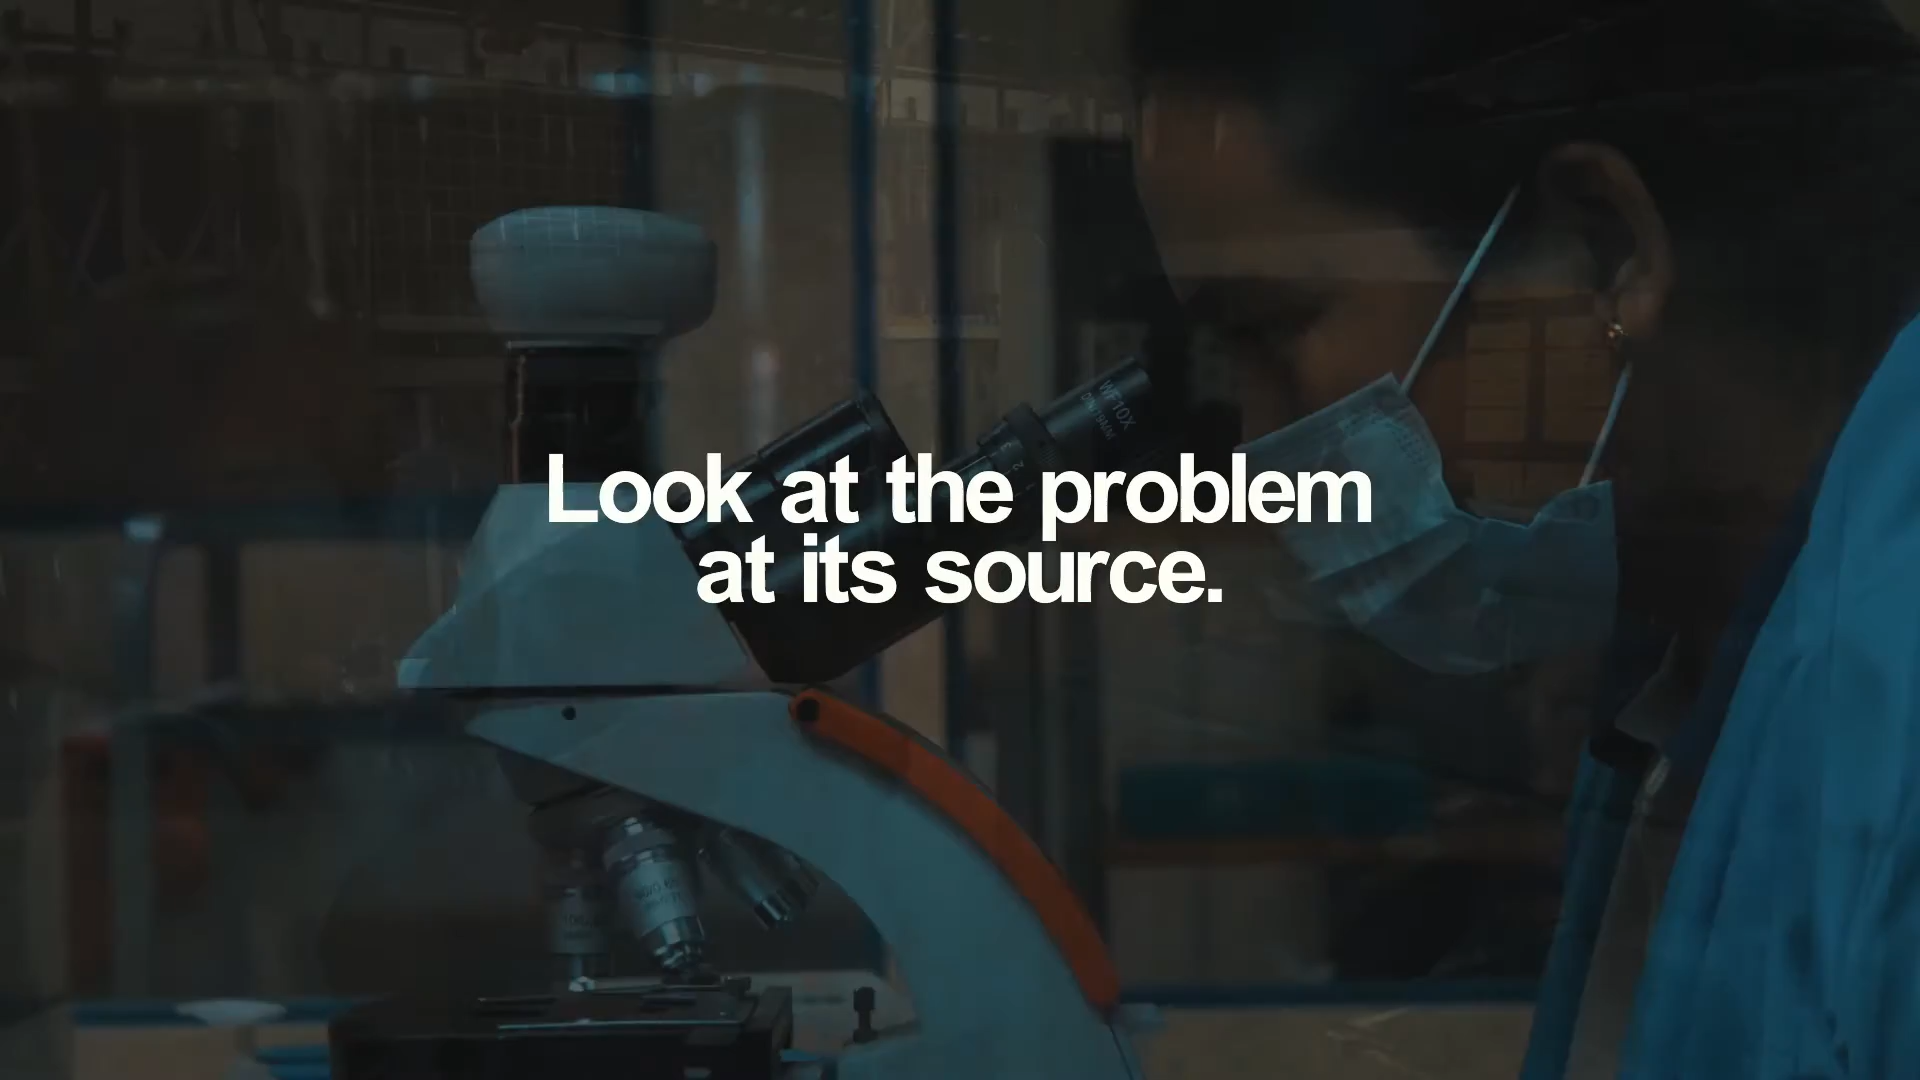 Look at the problem
at its source.
WF10X